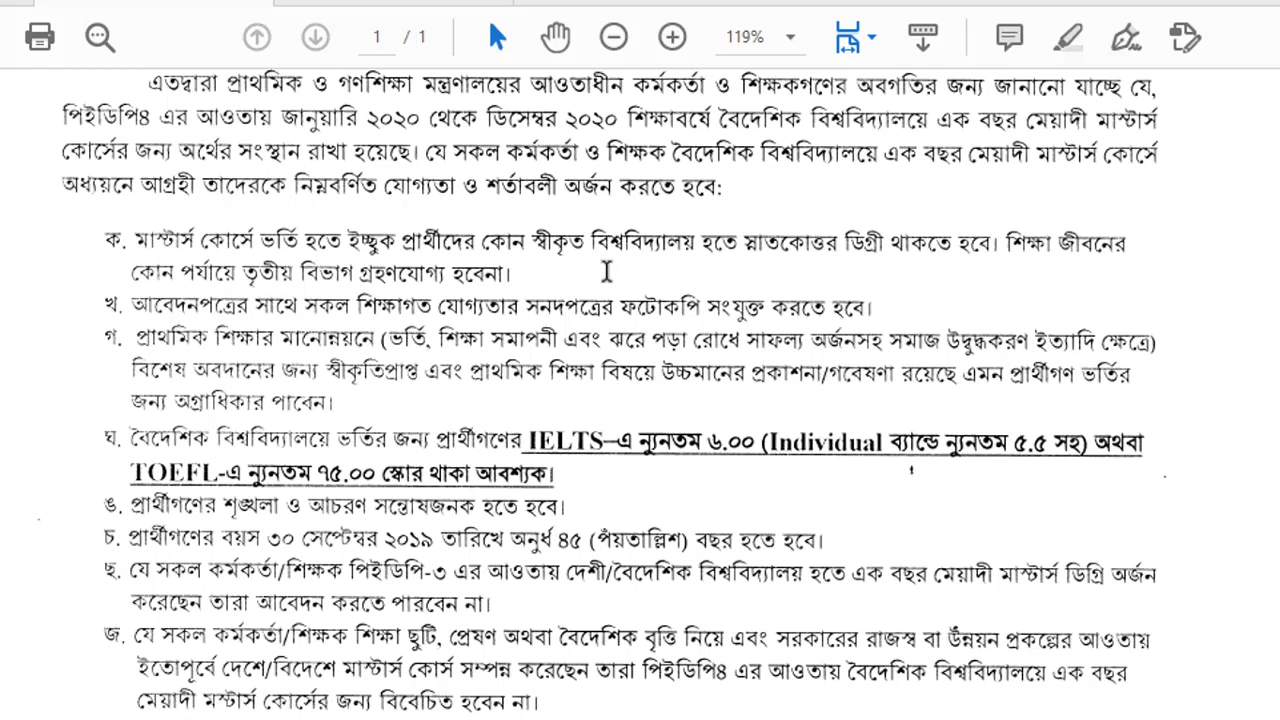 1 / 1
119%
এতদ্বারা প্রাথমিক ও গণশিক্ষা মন্ত্রণালয়ের আওতাধীন কর্মকর্তা ও শিক্ষকগণের অবগতির জন্য জানানো যাচ্ছে যে,
পিইডিপি৪ এর আওতায় জানুয়ারি ২০২০ থেকে ডিসেম্বর ২০২০ শিক্ষাবর্ষে বৈদেশিক বিশ্ববিদ্যালয়ে এক বছর মেয়াদী মাস্টার্স
কোর্সের জন্য অর্থের সংস্থান রাখা হয়েছে। যে সকল কর্মকর্তা ও শিক্ষক বৈদেশিক বিশ্ববিদ্যালয়ে এক বছর মেয়াদী মাস্টার্স কোর্সে
অধ্যয়নে আগ্রহী তাদেরকে নিম্নবর্ণিত যোগ্যতা ও শর্তাবলী অর্জন করতে হবে:
ক. মাস্টার্স কোর্সে ভর্তি হতে ইচ্ছুক প্রার্থীদের কোন স্বীকৃত বিশ্ববিদ্যালয় হতে স্নাতকোত্তর ডিগ্রী থাকতে হবে। শিক্ষা জীবনের
কোন পর্যায়ে তৃতীয় বিভাগ গ্রহণযোগ্য হবেনা।
খ. আবেদনপত্রের সাথে সকল শিক্ষাগত যোগ্যতার সনদপত্রের ফটোকপি সংযুক্ত করতে হবে।
গ. প্রাথমিক শিক্ষার মানোন্নয়নে (ভর্তি, শিক্ষা সমাপনী এবং ঝরে পড়া রোধে সাফল্য অর্জনসহ সমাজ উদ্বুদ্ধকরণ ইত্যাদি ক্ষেত্রে)
বিশেষ অবদানের জন্য স্বীকৃতিপ্রাপ্ত এবং প্রাথমিক শিক্ষা বিষয়ে উচ্চমানের প্রকাশনা/গবেষণা রয়েছে এমন প্রার্থীগণ ভর্তির
জন্য অগ্রাধিকার পাবেন।
ঘ. বৈদেশিক বিশ্ববিদ্যালয়ে ভর্তির জন্য প্রার্থীগণের IELTS–এ ন্যুনতম ৬.০০ (Individual ব্যান্ডে ন্যুনতম ৫.৫ সহ) অথবা
TOEFL-এ ন্যুনতম ৭৫.০০ স্কোর থাকা আবশ্যক।
ঙ. প্রার্থীগণের শৃঙ্খলা ও আচরণ সন্তোষজনক হতে হবে।
চ. প্রার্থীগণের বয়স ৩০ সেপ্টেম্বর ২০১৯ তারিখে অনুর্ধ ৪৫ (পঁয়তাল্লিশ) বছর হতে হবে।
ছ. যে সকল কর্মকর্তা/শিক্ষক পিইডিপি-৩ এর আওতায় দেশী/বৈদেশিক বিশ্ববিদ্যালয় হতে এক বছর মেয়াদী মাস্টার্স ডিগ্রি অর্জন
করেছেন তারা আবেদন করতে পারবেন না।
জ. যে সকল কর্মকর্তা/শিক্ষক শিক্ষা ছুটি, প্রেষণ অথবা বৈদেশিক বৃত্তি নিয়ে এবং সরকারের রাজস্ব বা উন্নয়ন প্রকল্পের আওতায়
ইতোপূর্বে দেশে/বিদেশে মাস্টার্স কোর্স সম্পন্ন করেছেন তারা পিইডিপি৪ এর আওতায় বৈদেশিক বিশ্ববিদ্যালয়ে এক বছর
মেয়াদী মস্টার্স কোর্সের জন্য বিবেচিত হবেন না।